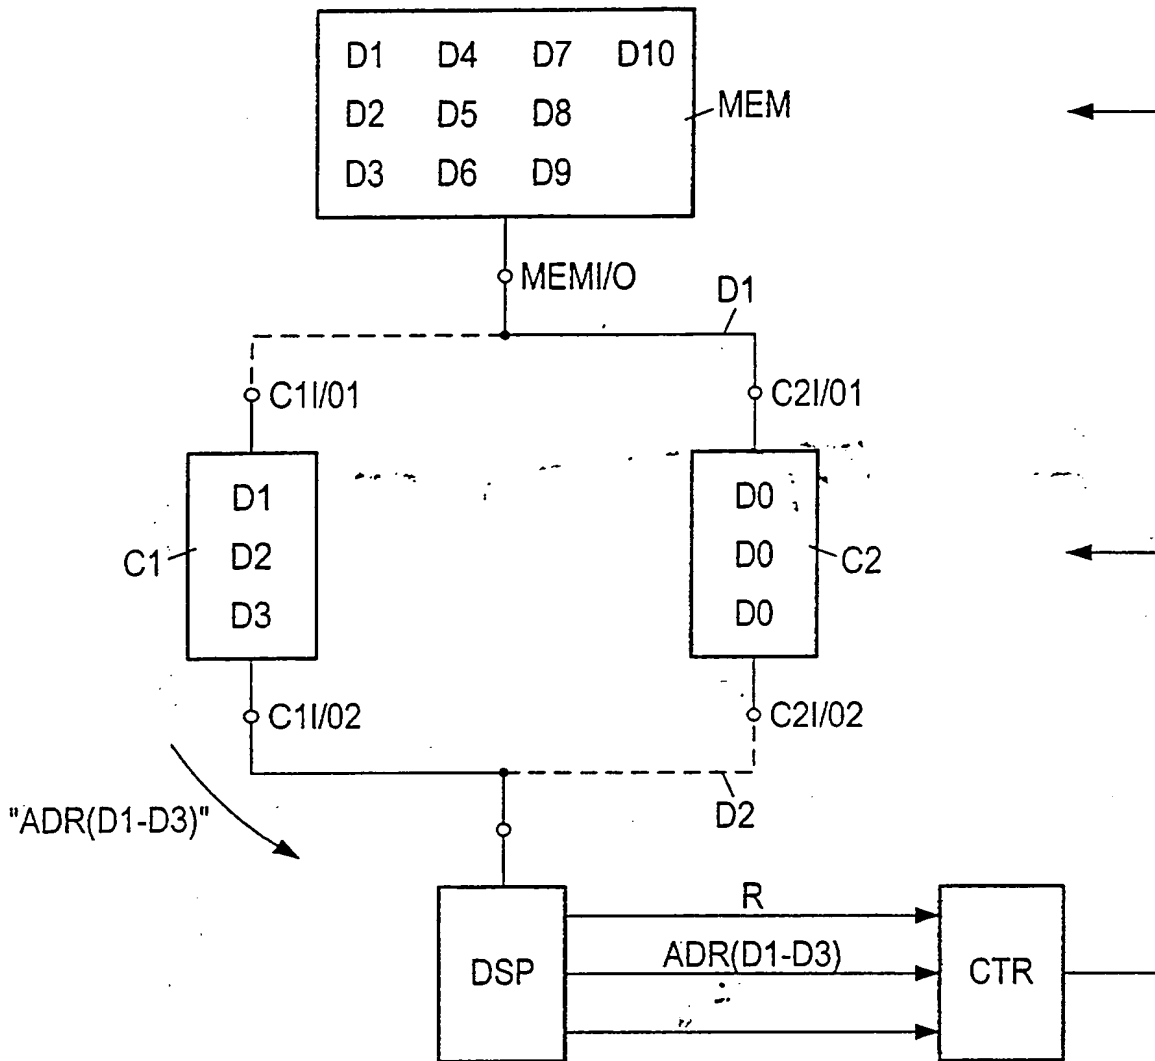 D1 D4 D7 D10
D2 D5 D8
D3 D6 D9
MEM
MEMI/O
D1
C1I/01
C2I/01
D1
D2
D3
C1
D0
D0
D0
C2
C1I/02
C2I/02
D2
"ADR(D1-D3)"
R
DSP
ADR(D1-D3)
CTR